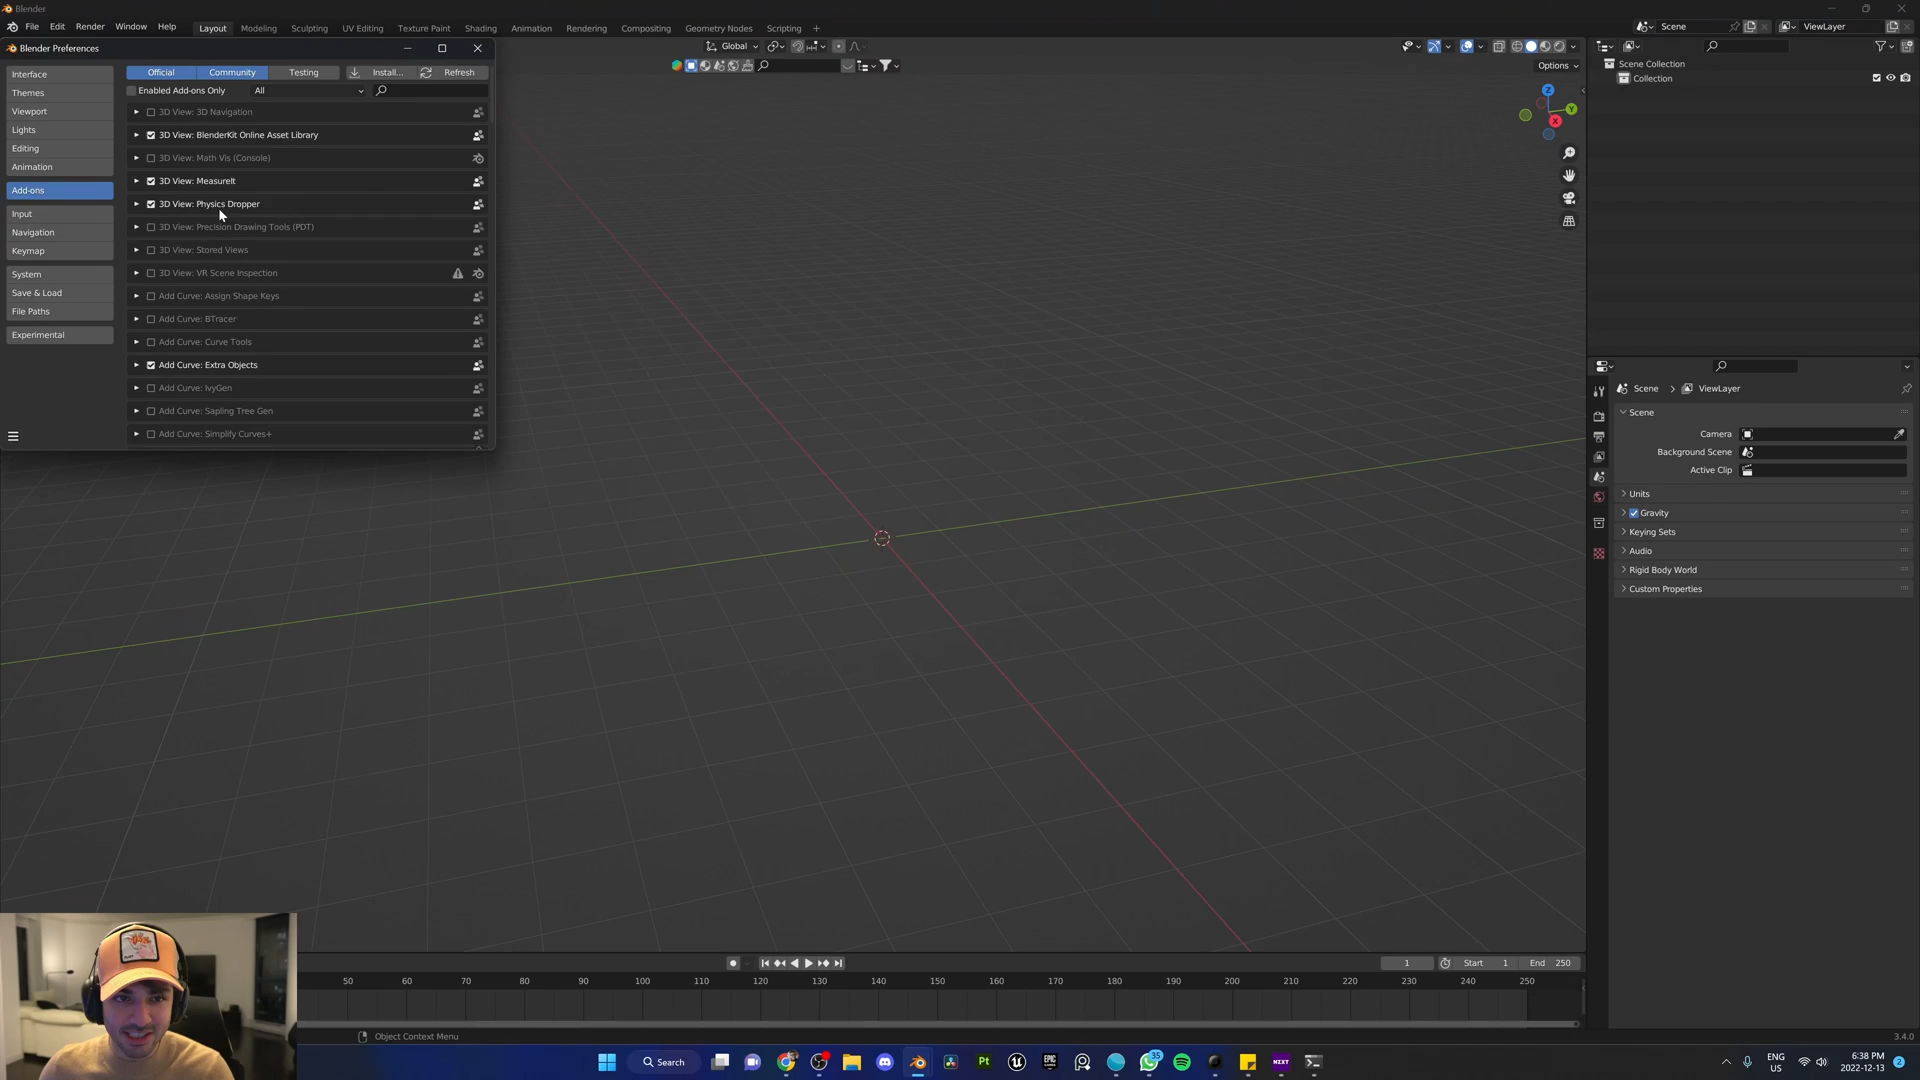 Blender
File Edit Render Window Help Layout Modeling Sculpting UV Editing Texture Paint Shading Animation Rendering Compositing Geometry Nodes Scripting + Scene ViewLayer
Blender Preferences
Global
Options
Interface
Themes
Viewport
Lights
Editing
Animation
Add-ons
Input
Navigation
Keymap
System
Save & Load
File Paths
Experimental
Official Community Testing Install... Refresh
Enabled Add-ons Only All
3D View: 3D Navigation
3D View: BlenderKit Online Asset Library
3D View: Math Vis (Console)
3D View: MeasureIt
3D View: Physics Dropper
3D View: Precision Drawing Tools (PDT)
3D View: Stored Views
3D View: VR Scene Inspection
Add Curve: Assign Shape Keys
Add Curve: BTracer
Add Curve: Curve Tools
Add Curve: Extra Objects
Add Curve: IvyGen
Add Curve: Sapling Tree Gen
Add Curve: Simplify Curves+
Z
Y
X
Scene Collection
Collection
Scene > ViewLayer
Scene
Camera
Background Scene
Active Clip
Units
Gravity
Keying Sets
Audio
Rigid Body World
Custom Properties
1 Start 1 End 250
50 60 70 80 90 100 110 120 130 140 150 160 170 180 190 200 210 220 230 240 250
Object Context Menu
3.4.0
Search Pt EPIC GAMES 35 NIXT
ENG
US
6:38 PM
2022-12-13
2